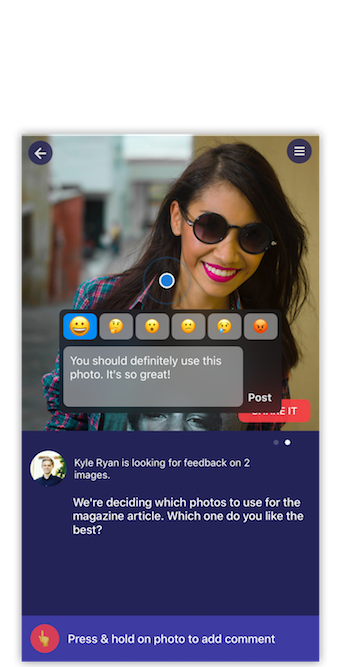 You should definitely use this
photo. It's so great!
Post
IT
Kyle Ryan is looking for feedback on 2
images.
We're deciding which photos to use for the
magazine article. Which one do you like the
best?
Press & hold on photo to add comment